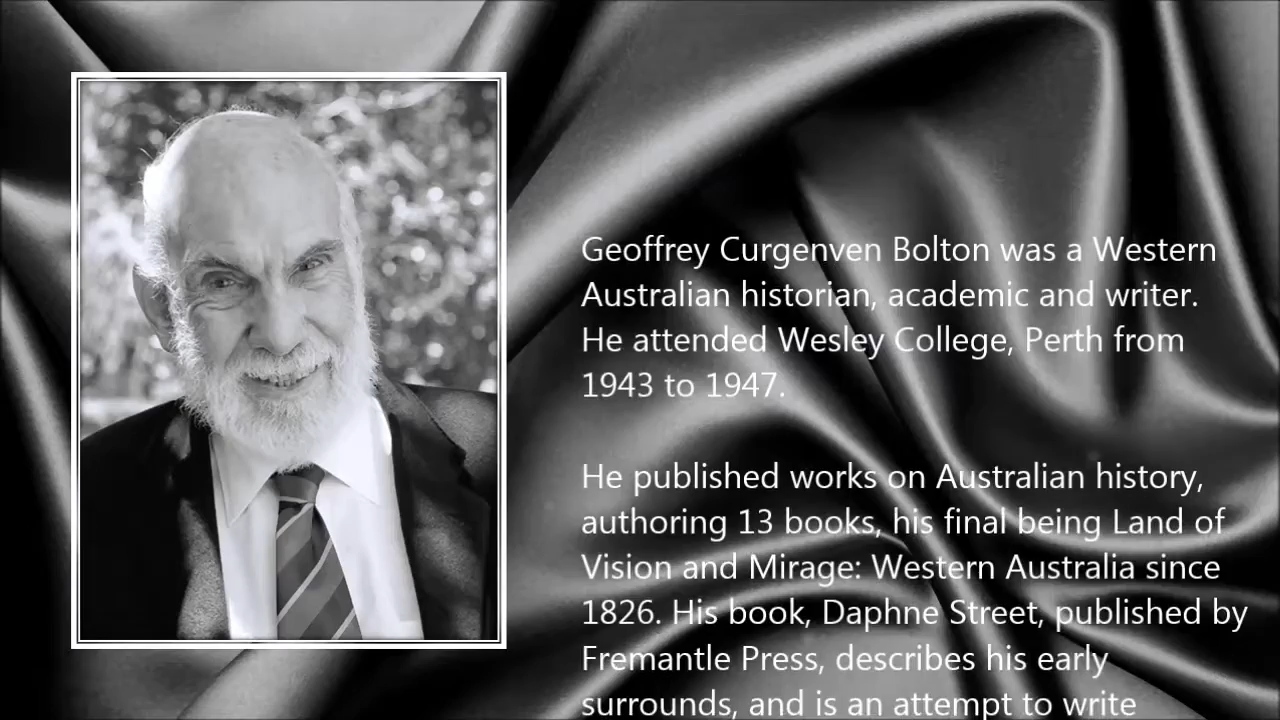 Geoffrey Curgenven Bolton was a Western
Australian historian, academic and writer.
He attended Wesley College, Perth from
1943 to 1947.
He published works on Australian history,
authoring 13 books, his final being Land of
Vision and Mirage: Western Australia since
1826. His book, Daphne Street, published by
Fremantle Press, describes his early
surrounds, and is an attempt to write